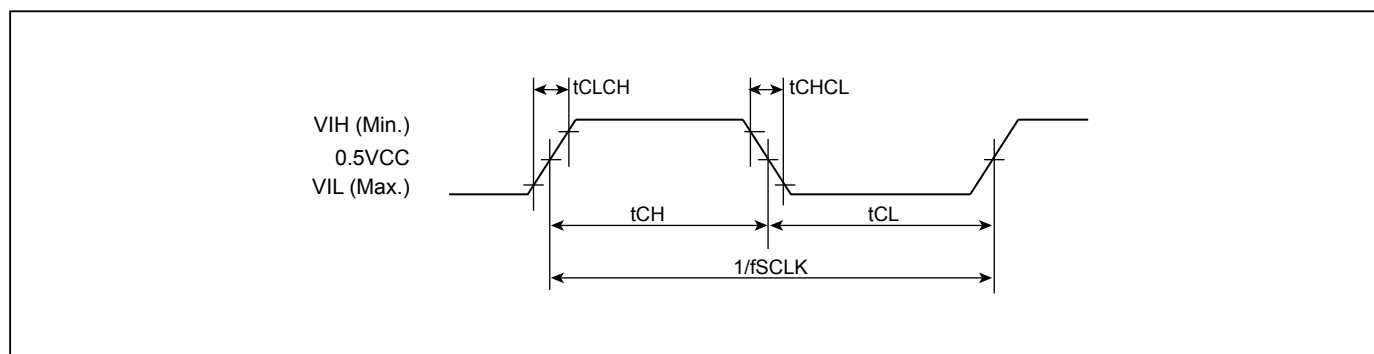 tCLCH
tCHCL
VIH (Min.)
0.5VCC
VIL (Max.)
tCH
tCL
1/fSCLK